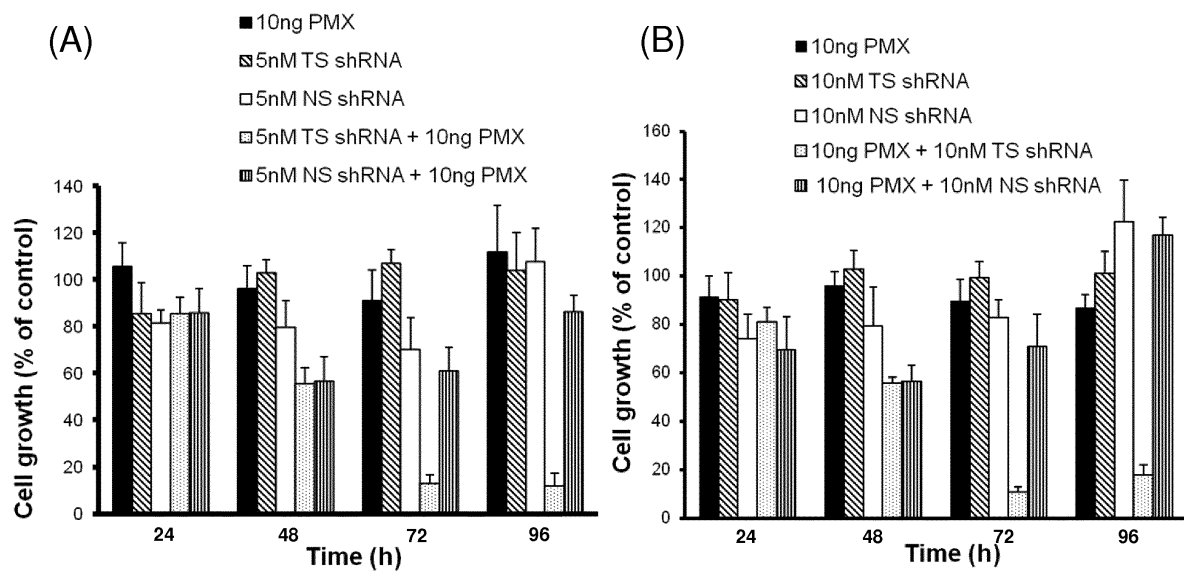 (A)
10ng PMX
5nM TS shRNA
5nM NS shRNA
5nM TS shRNA + 10ng PMX
5nM NS shRNA + 10ng PMX
Cell growth (% of control)
140
120
100
80
60
40
20
0
24
48
72
96
Time (h)
(B)
10ng PMX
10nM TS shRNA
10nM NS shRNA
10ng PMX + 10nM TS shRNA
10ng PMX + 10nM NS shRNA
Cell growth (% of control)
160
140
120
100
80
60
40
20
0
24
48
72
96
Time (h)